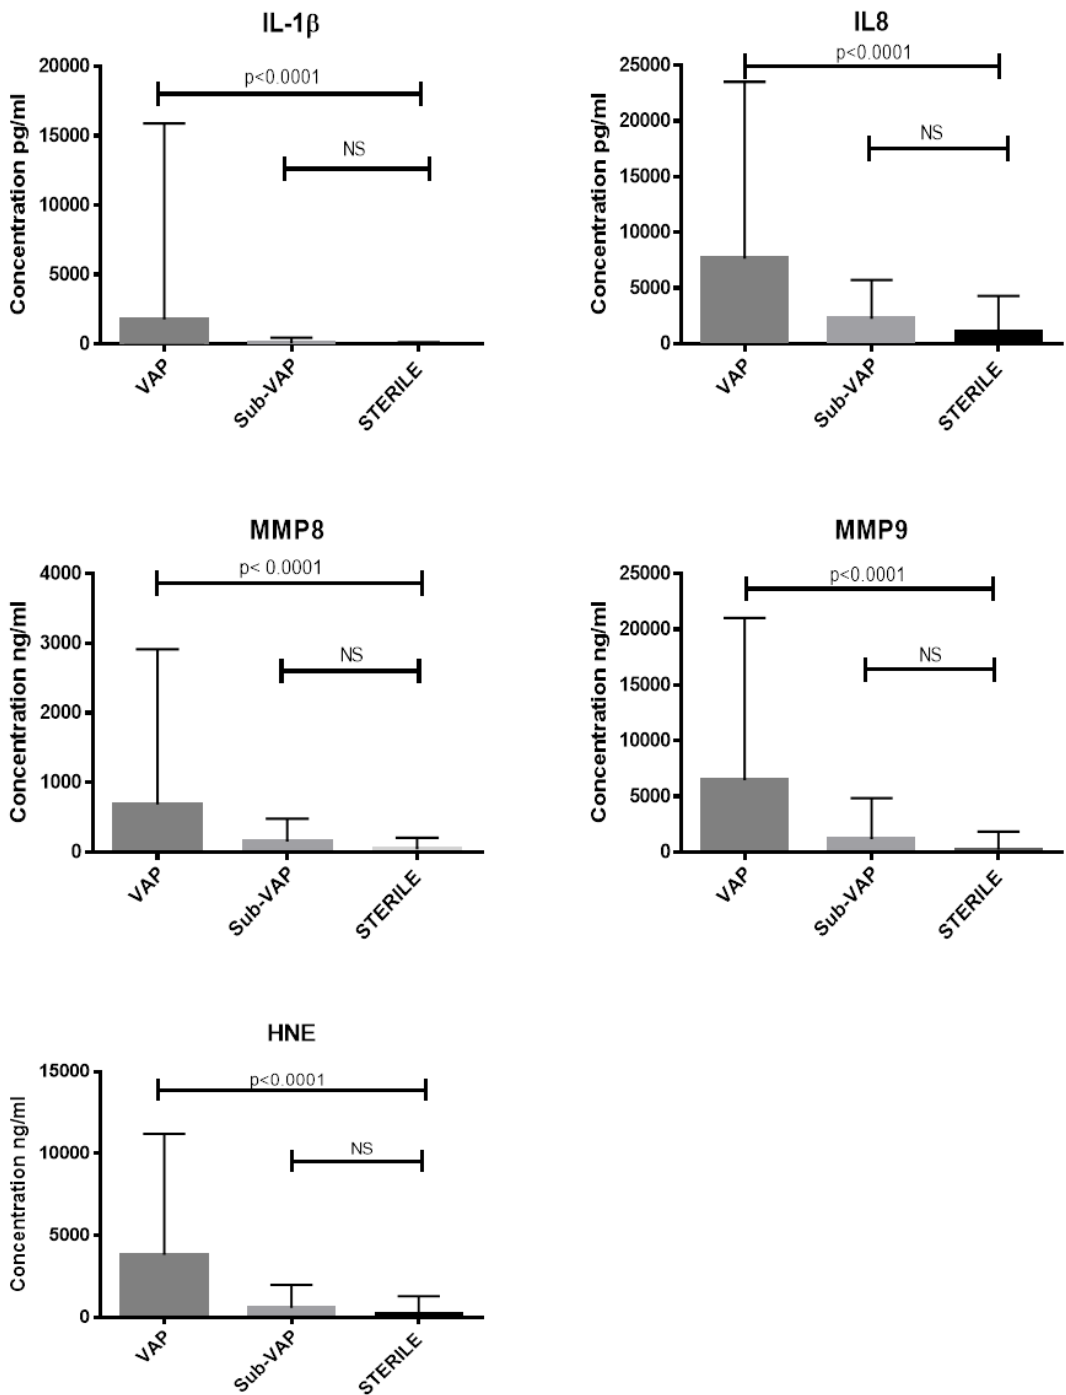 IL-1β
Concentration pg/ml
20000
15000
10000
5000
0
p<0.0001
NS
VAP
Sub-VAP
STERILE
IL8
Concentration pg/ml
25000
20000
15000
10000
5000
0
p<0.0001
NS
VAP
Sub-VAP
STERILE
MMP8
Concentration ng/ml
4000
3000
2000
1000
0
p< 0.0001
NS
VAP
Sub-VAP
STERILE
MMP9
Concentration ng/ml
25000
20000
15000
10000
5000
0
p<0.0001
NS
VAP
Sub-VAP
STERILE
HNE
Concentration ng/ml
15000
10000
5000
0
p<0.0001
NS
VAP
Sub-VAP
STERILE